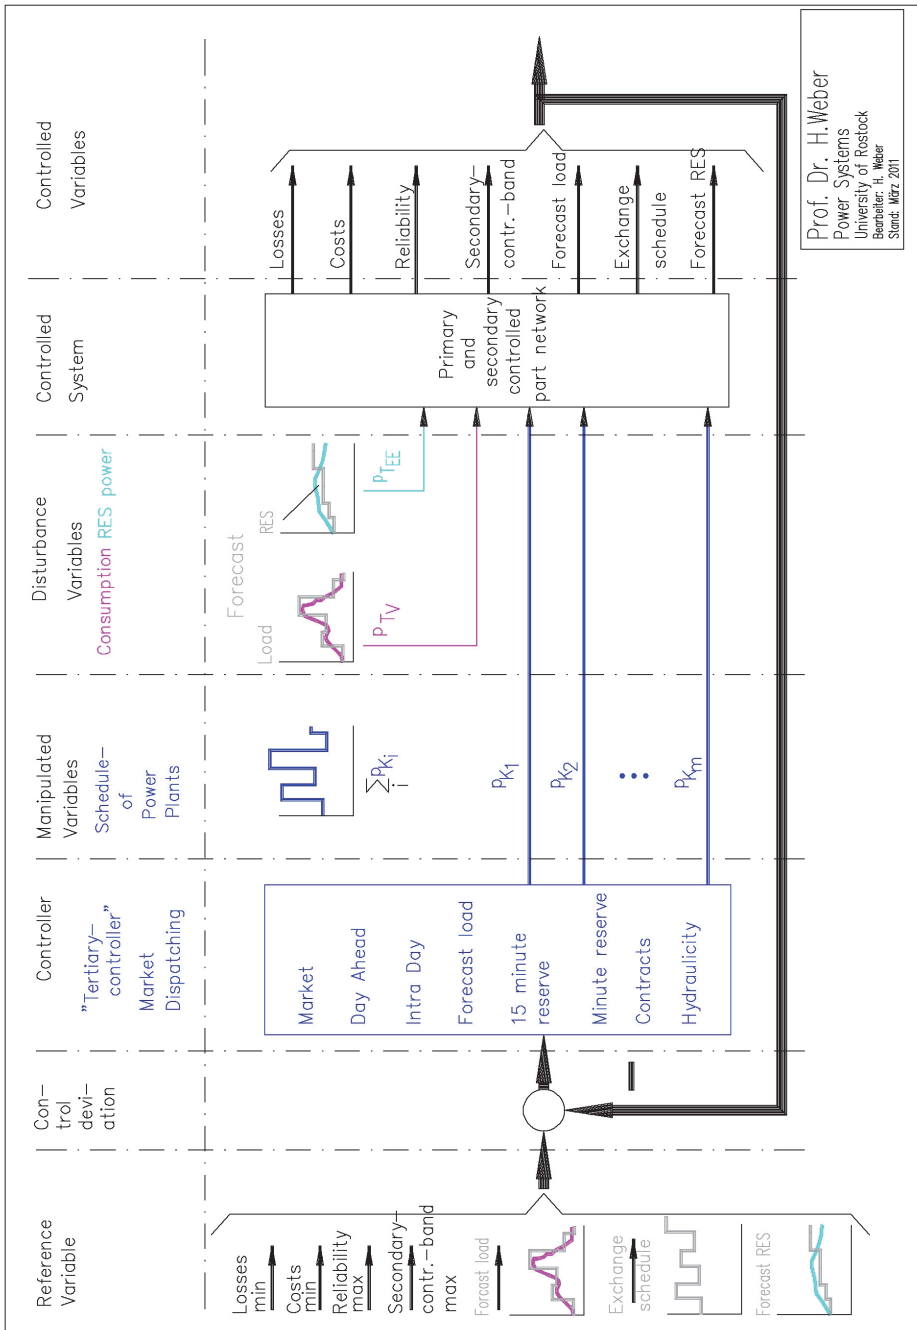 Reference
Variable
Con-
trol
devi-
ation
Controller
"Tertiary-
controller"
Market
Dispatching
Manipulated
Variables
Schedule-
of
Power
Plants
Disturbance
Variables
Consumption RES power
Controlled
System
Controlled
Variables
Losses
min
Costs
min
Reliability
max
Secondary-
contr.-band
max
Forcast load
Exchange
schedule
Forecast RES
Market
Day Ahead
Intra Day
Forecast load
15 minute
reserve
Minute reserve
Contracts
Hydraulicity
∑ pKi
i
pK1
pK2
pKm
Forecast
Load
RES
pTV
pTEE
Primary
and
secondary
controlled
part network
Losses
Costs
Reliability
Secondary-
contr.-band
Forecast load
Exchange
schedule
Forecast RES
Prof. Dr. H.Weber
Power Systems
University of Rostock
Bearbeiter: H. Weber
Stand: März 2011